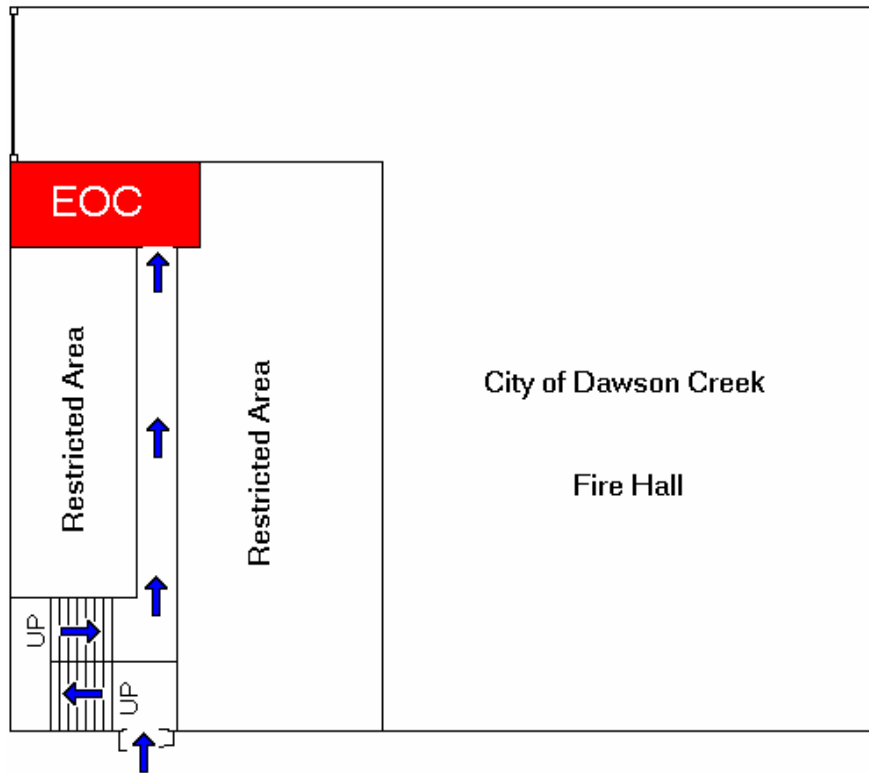 EOC
Restricted Area
Restricted Area
City of Dawson Creek
Fire Hall
UP
UP